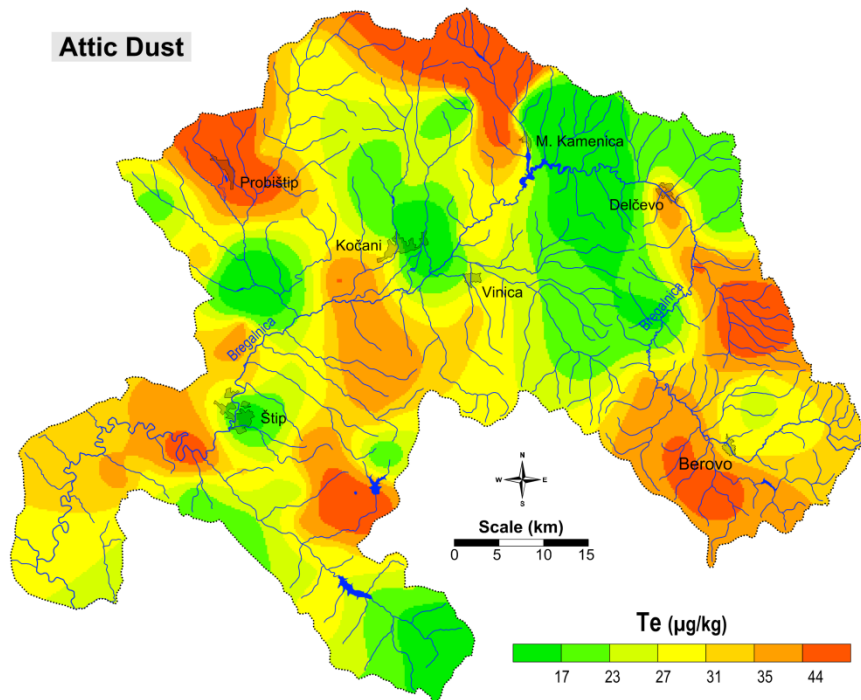 Attic Dust
M. Kamenica
Probištip
Delčevo
Kočani
Vinica
Bregalnica
Bregalnica
Štip
Berovo
N
W E
S
Scale (km)
0 5 10 15
Te (µg/kg)
17 23 27 31 35 44